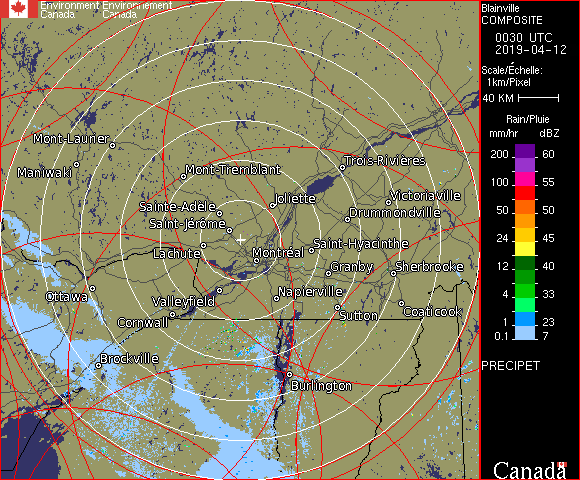 Environment Environnement
Canada Canada
Blainville
COMPOSITE
0030 UTC
2019-04-12
Scale/Échelle:
1km/Pixel
40 KM
Rain/Pluie
mm/hr dBZ
200 60
100 55
50 50
24 45
12 40
4 33
1 23
0.1 7
PRECIPET
Canada
Mont-Laurier
Maniwaki
Mont-Tremblant
Trois-Rivières
Joliette
Victoriaville
Sainte-Adèle
Drummondville
Saint-Jérôme
Lachute
Montréal
Saint-Hyacinthe
Granby
Sherbrooke
Ottawa
Valleyfield
Napierville
Cornwall
Sutton
Coaticook
Brockville
Burlington